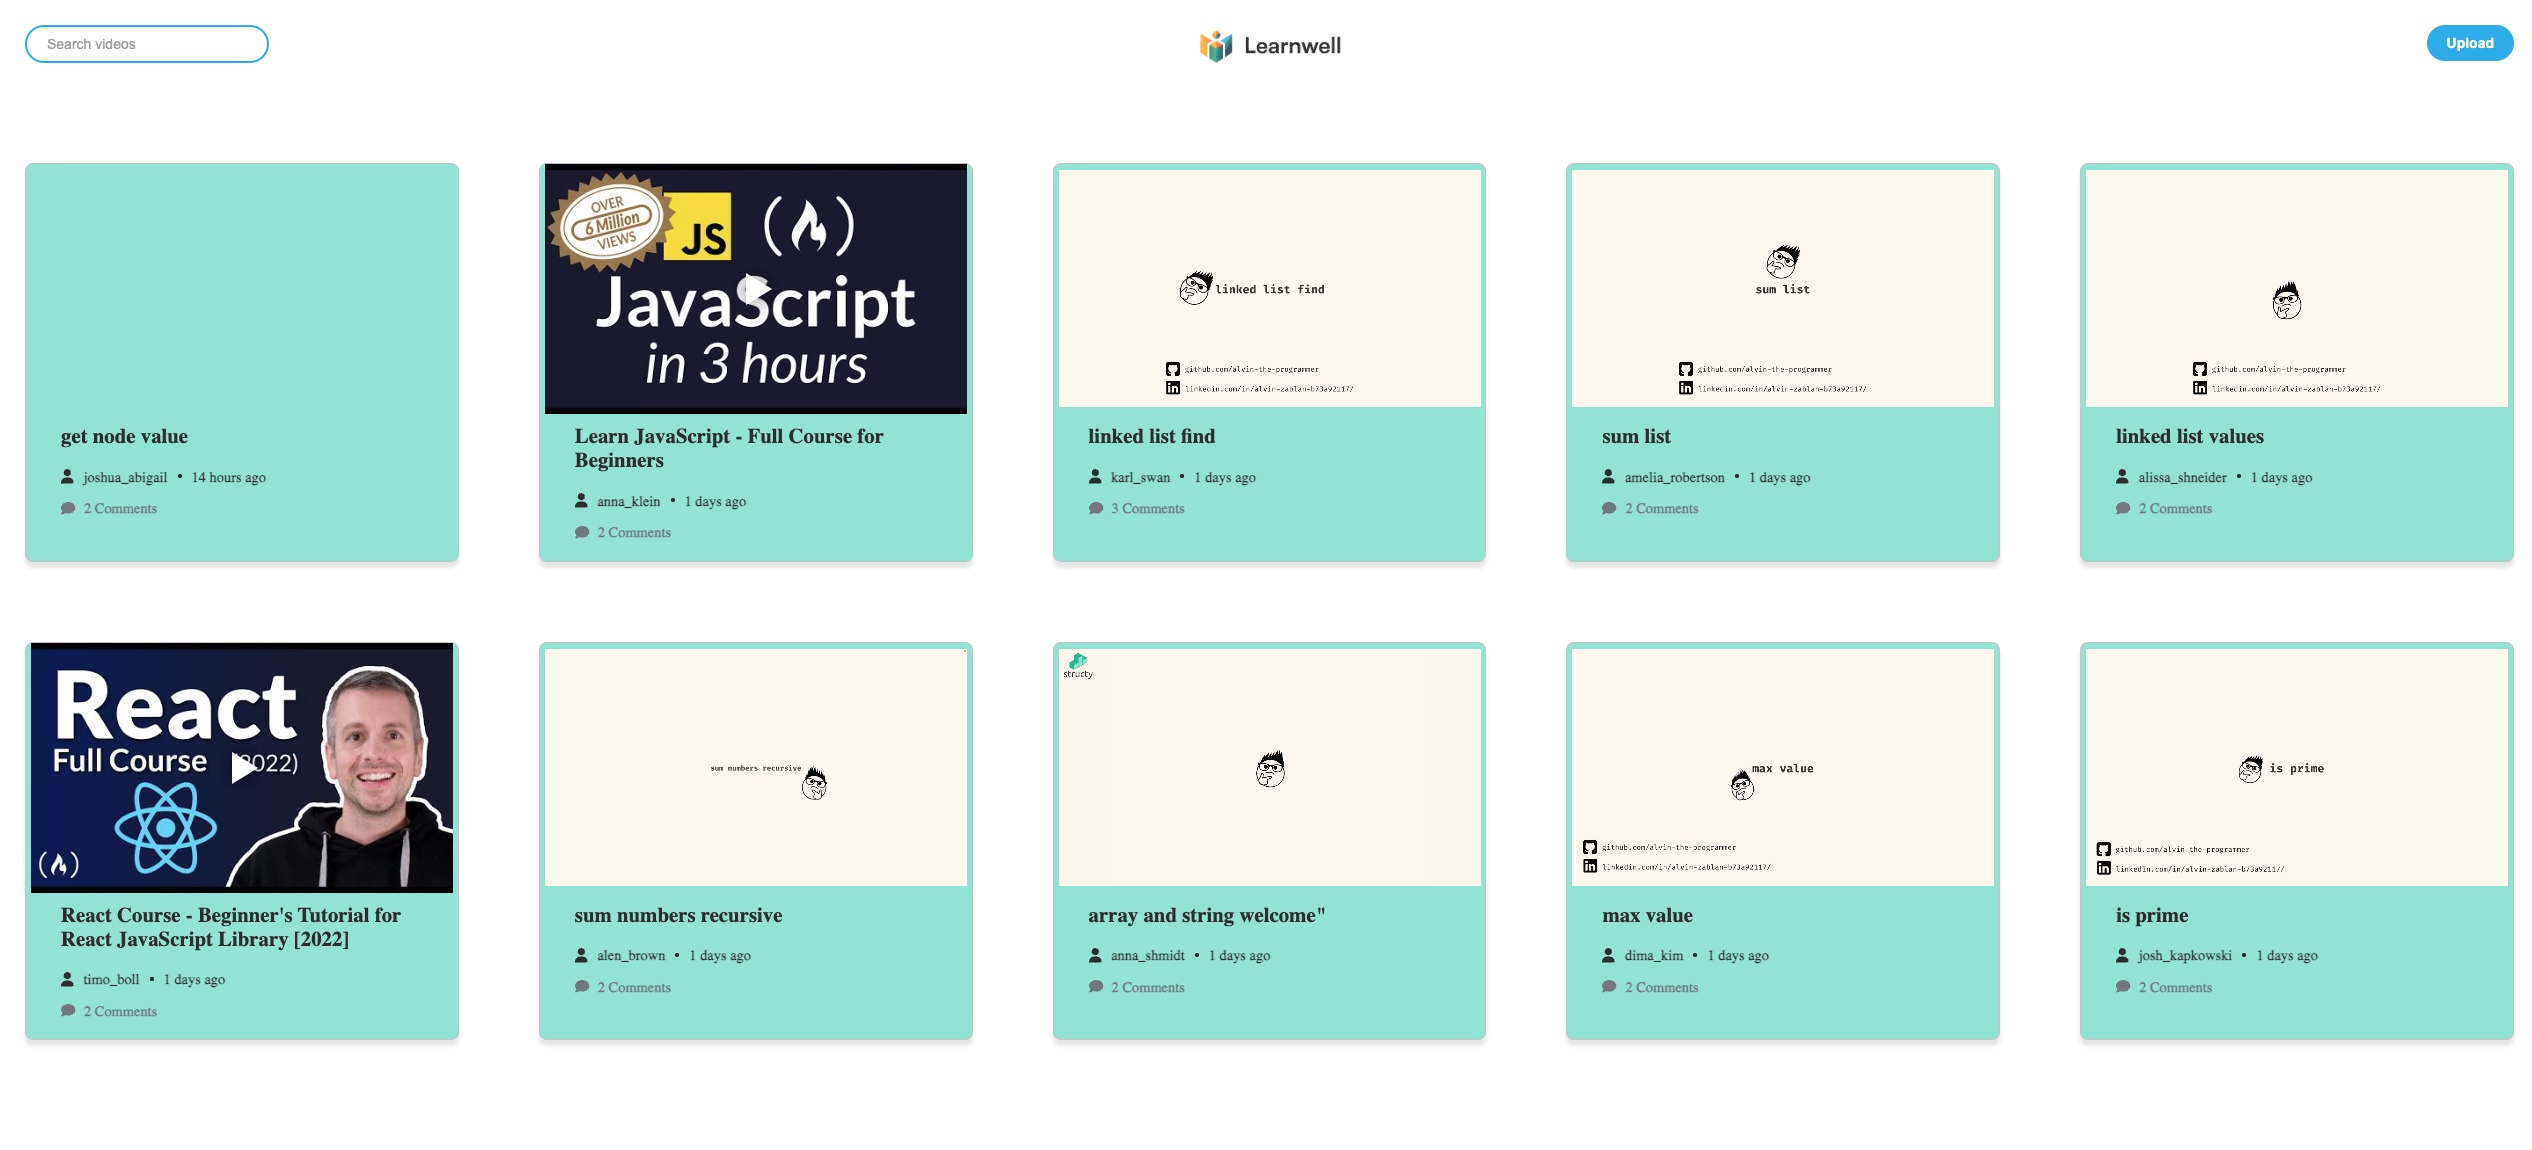 Search videos
Learnwell
Upload
get node value
joshua_abigail • 14 hours ago
2 Comments
OVER
6 Million
VIEWS
JS
JavaScript
in 3 hours
Learn JavaScript - Full Course for
Beginners
anna_klein • 1 days ago
2 Comments
linked list find
github.com/alvin-the-programmer
linkedin.com/in/alvin-zablan-b73a92117/
linked list find
karl_swan • 1 days ago
3 Comments
sum list
github.com/alvin-the-programmer
linkedin.com/in/alvin-zablan-b73a92117/
sum list
amelia_robertson • 1 days ago
2 Comments
github.com/alvin-the-programmer
linkedin.com/in/alvin-zablan-b73a92117/
linked list values
alissa_shneider • 1 days ago
2 Comments
React
Full Course (2022)
React Course - Beginner's Tutorial for
React JavaScript Library [2022]
timo_boll • 1 days ago
2 Comments
sum numbers recursive
sum numbers recursive
alen_brown • 1 days ago
2 Comments
structy
array and string welcome"
anna_shmidt • 1 days ago
2 Comments
max value
github.com/alvin-the-programmer
linkedin.com/in/alvin-zablan-b73a92117/
max value
dima_kim • 1 days ago
2 Comments
is prime
github.com/alvin-the-programmer
linkedin.com/in/alvin-zablan-b73a92117/
is prime
josh_kapkowski • 1 days ago
2 Comments